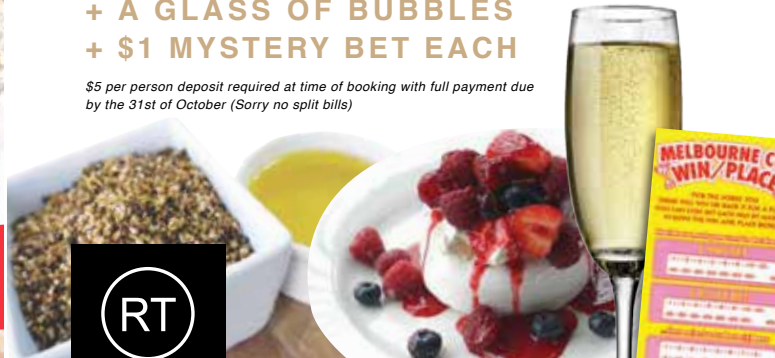 + A GLASS OF BUBBLES
+ $1 MYSTERY BET EACH
$5 per person deposit required at time of booking with full payment due
by the 31st of October (Sorry no split bills)
MELBOURNE C
WIN/PLACE
RT